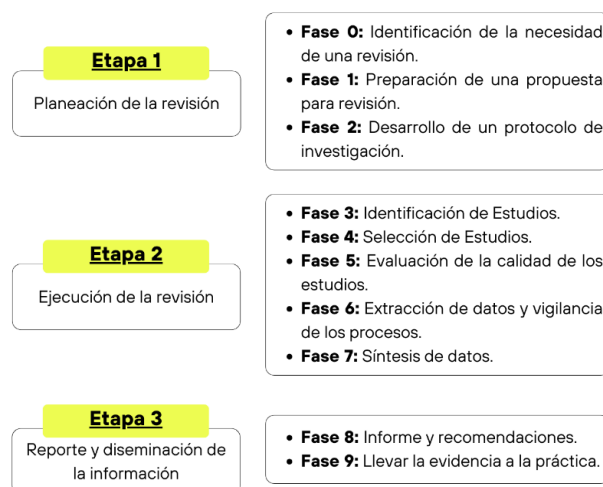 Etapa 1
Planeación de la revisión
• Fase 0: Identificación de la necesidad
de una revisión.
• Fase 1: Preparación de una propuesta
para revisión.
• Fase 2: Desarrollo de un protocolo de
investigación.
Etapa 2
Ejecución de la revisión
• Fase 3: Identificación de Estudios.
• Fase 4: Selección de Estudios.
• Fase 5: Evaluación de la calidad de los
estudios.
• Fase 6: Extracción de datos y vigilancia
de los procesos.
• Fase 7: Síntesis de datos.
Etapa 3
Reporte y diseminación de
la información
• Fase 8: Informe y recomendaciones.
• Fase 9: Llevar la evidencia a la práctica.